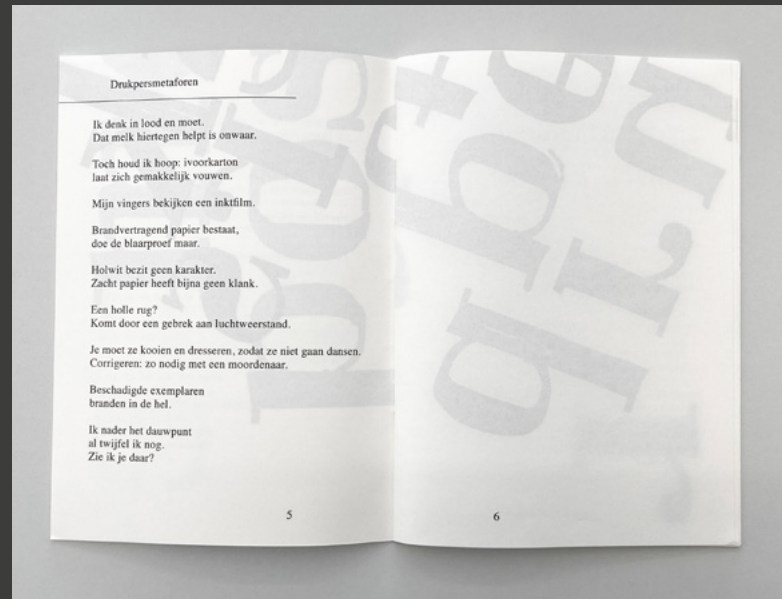 Drukpersmetaforen
Ik denk in lood en moet.
Dat melk hiertegen helpt is onwaar.
Toch houd ik hoop: ivoorkarton
laat zich gemakkelijk vouwen.
Mijn vingers bekijken een inktfilm.
Brandvertragend papier bestaat,
doe de blaarproef maar.
Holwit bezit geen karakter.
Zacht papier heeft bijna geen klank.
Een holle rug?
Komt door een gebrek aan luchtweerstand.
Je moet ze kooien en dresseren, zodat ze niet gaan dansen.
Corrigeren: zo nodig met een moordenaar.
Beschadigde exemplaren
branden in de hel.
Ik nader het dauwpunt
al twijfel ik nog.
Zie ik je daar?
5
6